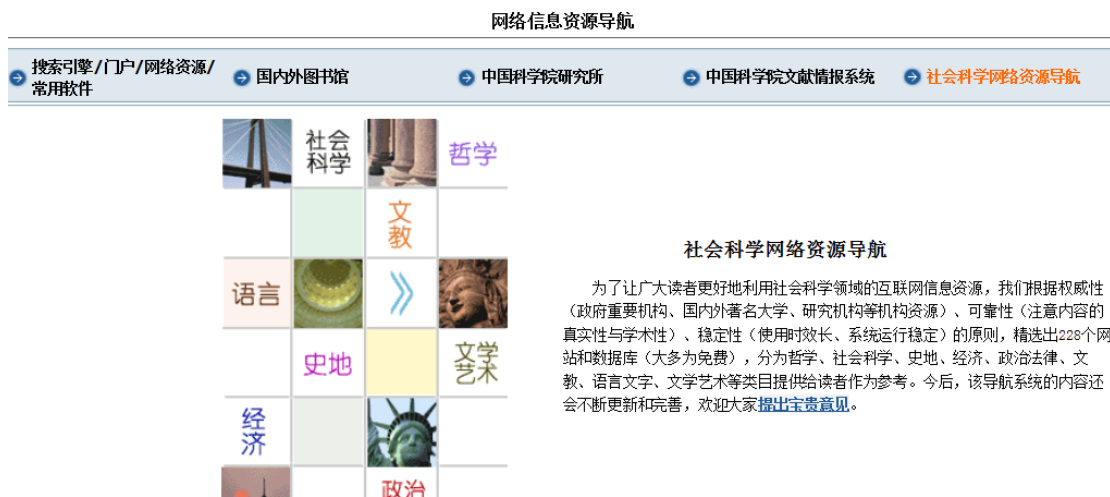 网络信息资源导航
搜索引擎/门户/网络资源/
常用软件
国内外图书馆
中国科学院研究所
中国科学院文献情报系统
社会科学网络资源导航
社会
科学
哲学
文
教
语言
史地
文学
艺术
经
济
政治
社会科学网络资源导航
为了让广大读者更好地利用社会科学领域的互联网信息资源，我们根据权威性
（政府重要机构、国内外著名大学、研究机构等机构资源）、可靠性（注意内容的
真实性与学术性）、稳定性（使用时效长、系统运行稳定）的原则，精选出228个网
站和数据库（大多为免费），分为哲学、社会科学、史地、经济、政治法律、文
教、语言文字、文学艺术等类目提供给读者作为参考。今后，该导航系统的内容还
会不断更新和完善，欢迎大家提出宝贵意见。